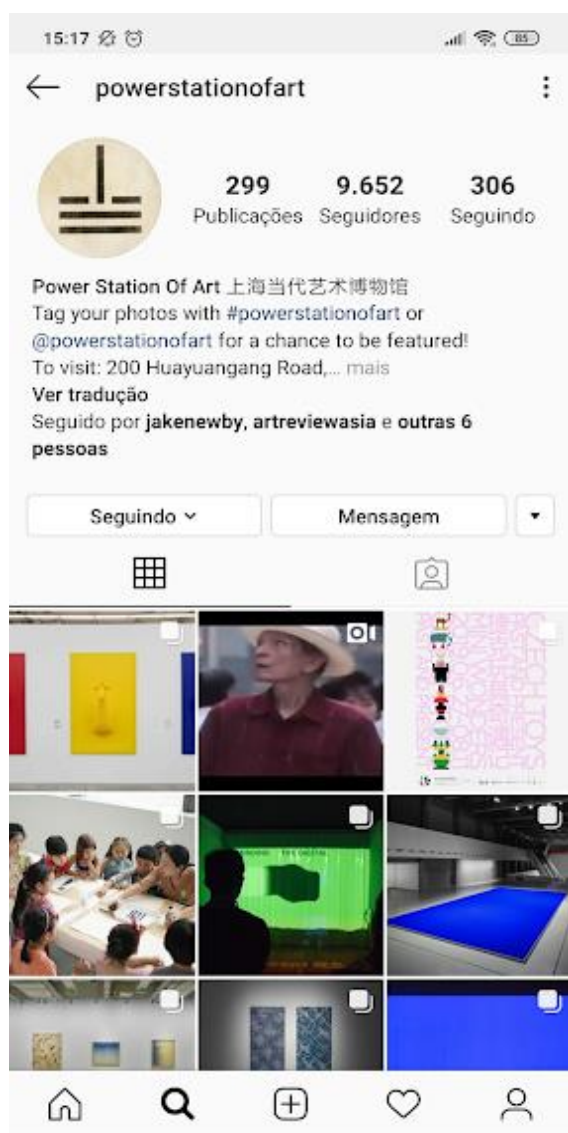 15:17
85
powerstationofart
299 9.652 306
Publicações Seguidores Seguindo
Power Station Of Art 上海当代艺术博物馆
Tag your photos with #powerstationofart or
@powerstationofart for a chance to be featured!
To visit: 200 Huayuangang Road,... mais
Ver tradução
Seguido por jakenewby, artreviewasia e outras 6
pessoas
Seguindo
Mensagem
CZECH TOYS